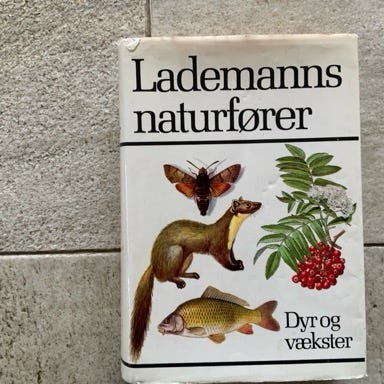 Lademanns
naturfører
Dyr og
vækster